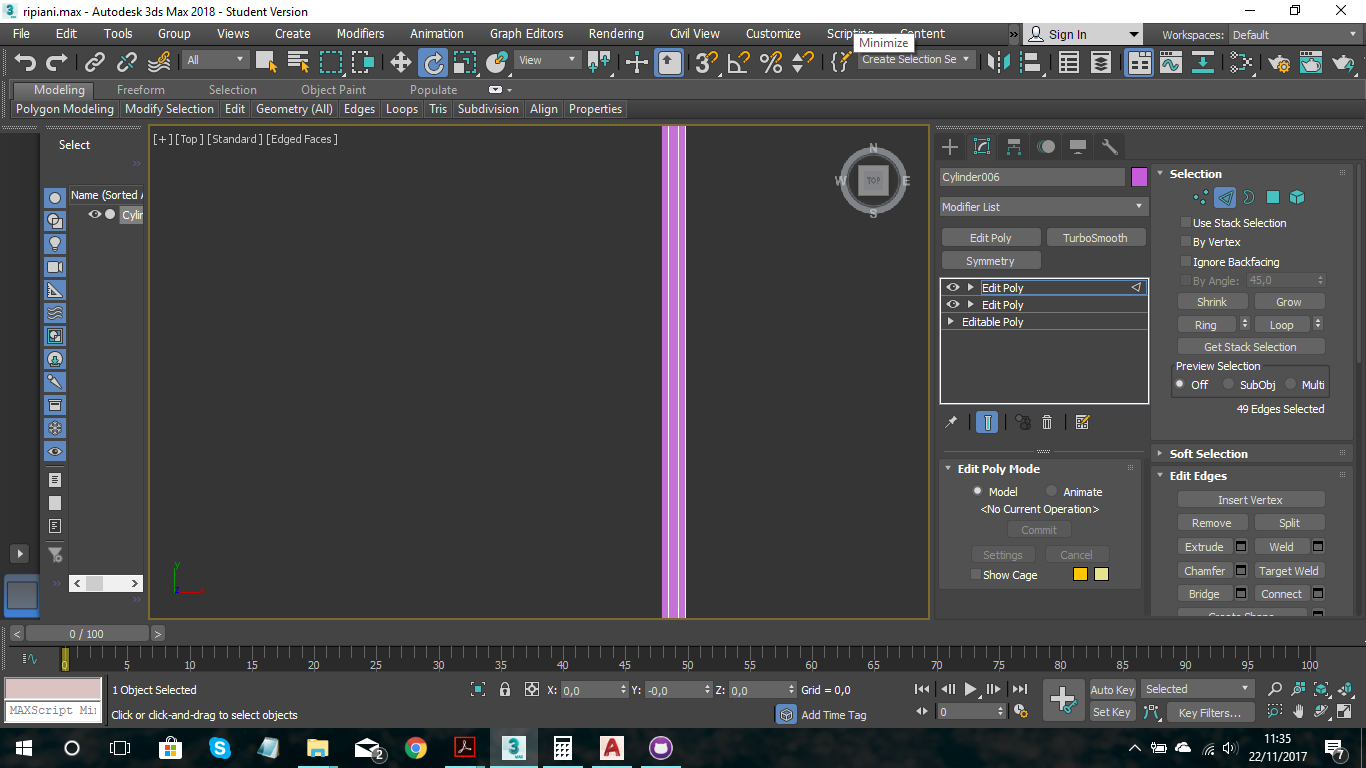 ripiani.max - Autodesk 3ds Max 2018 - Student Version
File Edit Tools Group Views Create Modifiers Animation Graph Editors Rendering Civil View Customize Scripting Content » Sign In Workspaces: Default
Minimize
All View 3 Create Selection Se
Modeling Freeform Selection Object Paint Populate
Polygon Modeling Modify Selection Edit Geometry (All) Edges Loops Tris Subdivision Align Properties
Select
Name (Sorted A
Cylin
[+] [Top ] [Standard ] [Edged Faces ]
N
W TOP E
S
Cylinder006
Modifier List
Edit Poly TurboSmooth
Symmetry
Edit Poly
Edit Poly
Editable Poly
Edit Poly Mode
Model Animate
<No Current Operation>
Commit
Settings Cancel
Show Cage
Selection
Use Stack Selection
By Vertex
Ignore Backfacing
By Angle: 45,0
Shrink Grow
Ring Loop
Get Stack Selection
Preview Selection
Off SubObj Multi
49 Edges Selected
Soft Selection
Edit Edges
Insert Vertex
Remove Split
Extrude Weld
Chamfer Target Weld
Bridge Connect
y
x
z
< 0 / 100 >
0 5 10 15 20 25 30 35 40 45 50 55 60 65 70 75 80 85 90 95 100
1 Object Selected X: 0,0 Y: -0,0 Z: 0,0 Grid = 0,0 Auto Key Selected
MAXScript Min Click or click-and-drag to select objects Add Time Tag 0 Set Key Key Filters...
2
3
MAX
A
11:35
22/11/2017
7